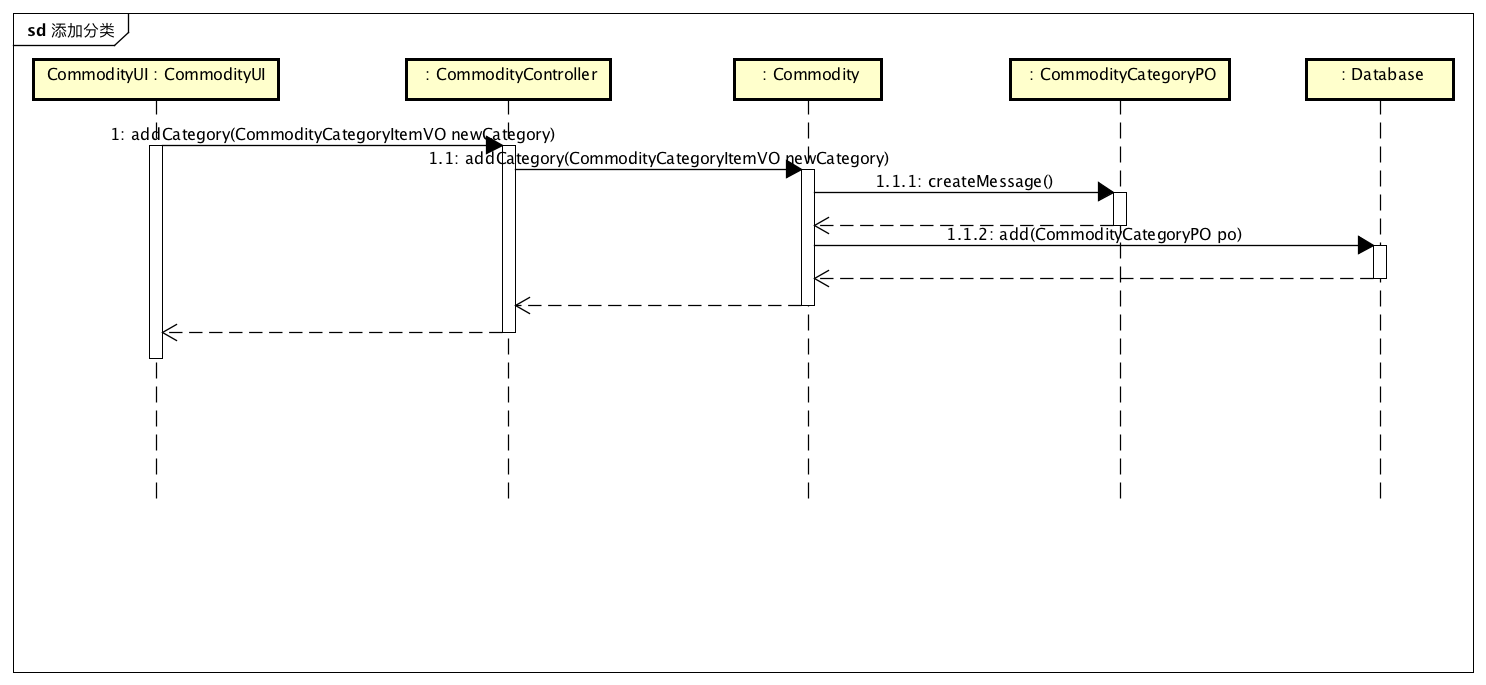 sd 添加分类
CommodityUI : CommodityUI
: CommodityController
: Commodity
: CommodityCategoryPO
: Database
1: addCategory(CommodityCategoryItemVO newCategory)
1.1: addCategory(CommodityCategoryItemVO newCategory)
1.1.1: createMessage()
1.1.2: add(CommodityCategoryPO po)